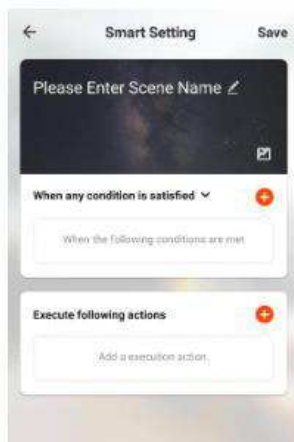 Smart Setting
Save
Please Enter Scene Name
When any condition is satisfied
When the following conditions are met
Execute following actions
Add a execution action.